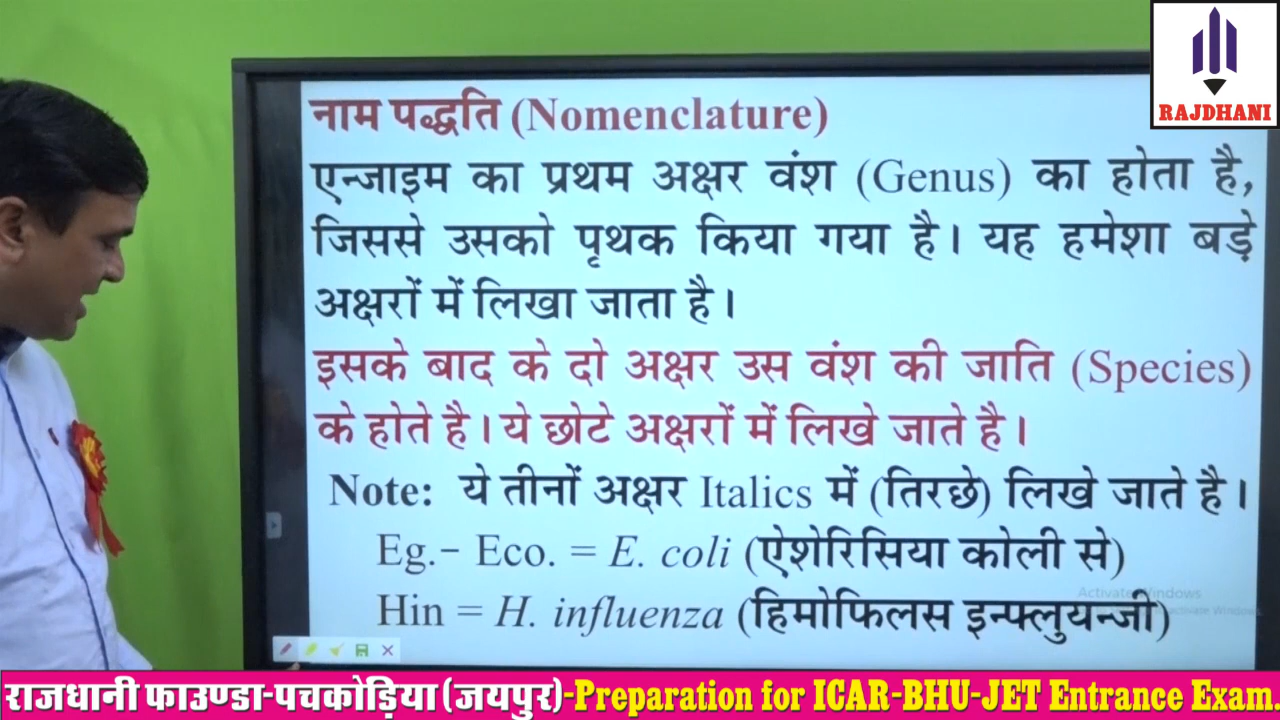 RAJDHANI
नाम पद्धति (Nomenclature)
एन्जाइम का प्रथम अक्षर वंश (Genus) का होता है,
जिससे उसको पृथक किया गया है। यह हमेशा बड़े
अक्षरों में लिखा जाता है।
इसके बाद के दो अक्षर उस वंश की जाति (Species)
के होते है। ये छोटे अक्षरों में लिखे जाते है।
Note: ये तीनों अक्षर Italics में (तिरछे) लिखे जाते है।
Eg.– Eco. = E. coli (ऐशेरिसिया कोली से)
Hin = H. influenza (हिमोफिलस इन्फ्लुयन्जी)
Activate Windows
राजधानी फाउण्डा-पचकोड़िया (जयपुर)-Preparation for ICAR-BHU-JET Entrance Exam.